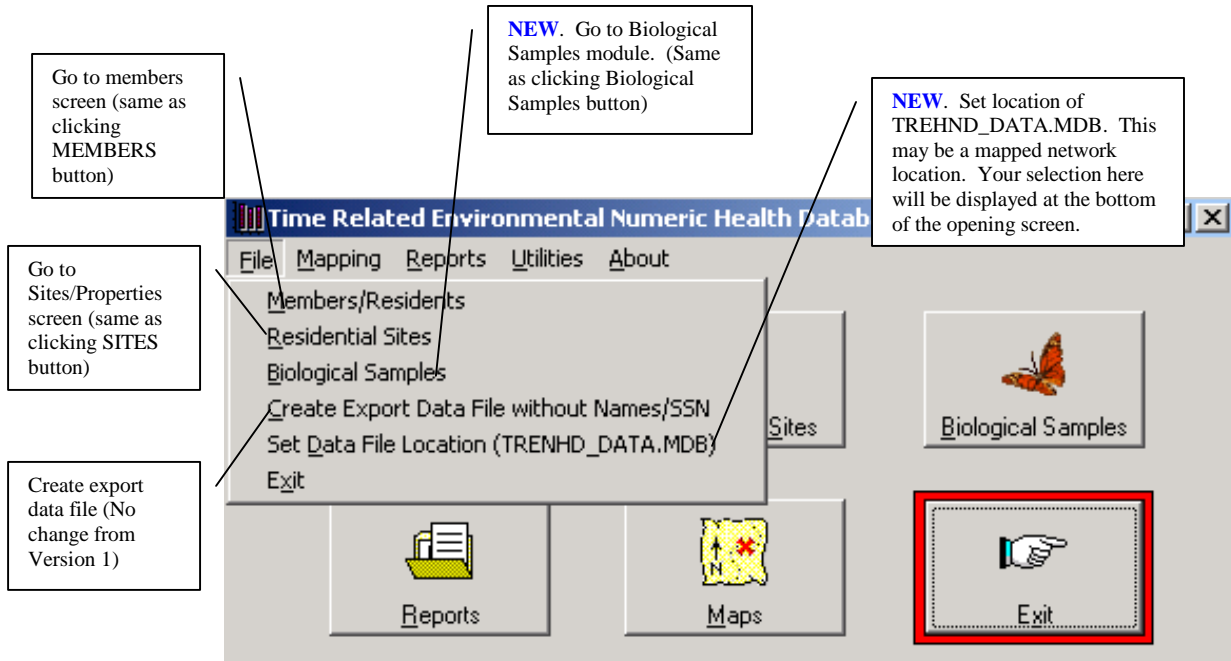 NEW. Go to Biological
Samples module. (Same
as clicking Biological
Samples button)
Go to members
screen (same as
clicking
MEMBERS
button)
NEW. Set location of
TREHND_DATA.MDB. This
may be a mapped network
location. Your selection here
will be displayed at the bottom
of the opening screen.
Time Related Environmental Numeric Health Datab
File Mapping Reports Utilities About
Go to
Sites/Properties
screen (same as
clicking SITES
button)
Members/Residents
Residential Sites
Biological Samples
Create Export Data File without Names/SSN
Set Data File Location (TRENHD_DATA.MDB)
Exit
Sites
Biological Samples
Create export
data file (No
change from
Version 1)
N
Reports
Maps
Exit